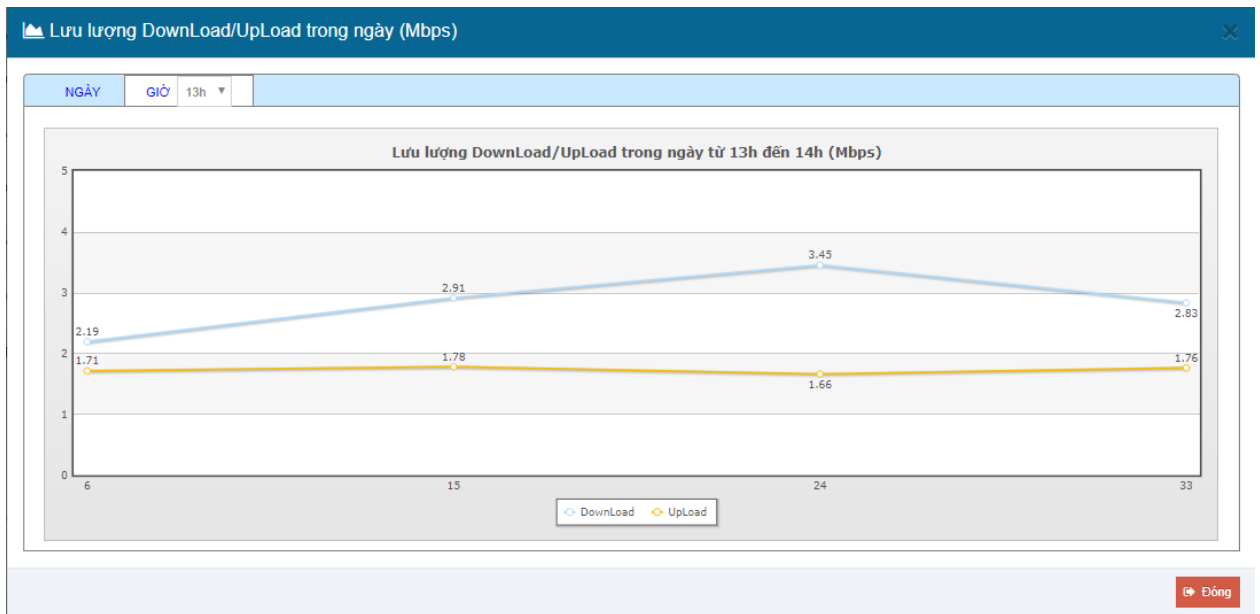 Lưu lượng DownLoad/UpLoad trong ngày (Mbps)
NGÀY GIỜ 13h
Lưu lượng DownLoad/UpLoad trong ngày từ 13h đến 14h (Mbps)
5
4
3.45
3
2.91
2.83
2.19
2
1.71 1.78 1.66 1.76
1
0
6 15 24 33
DownLoad UpLoad
Đóng